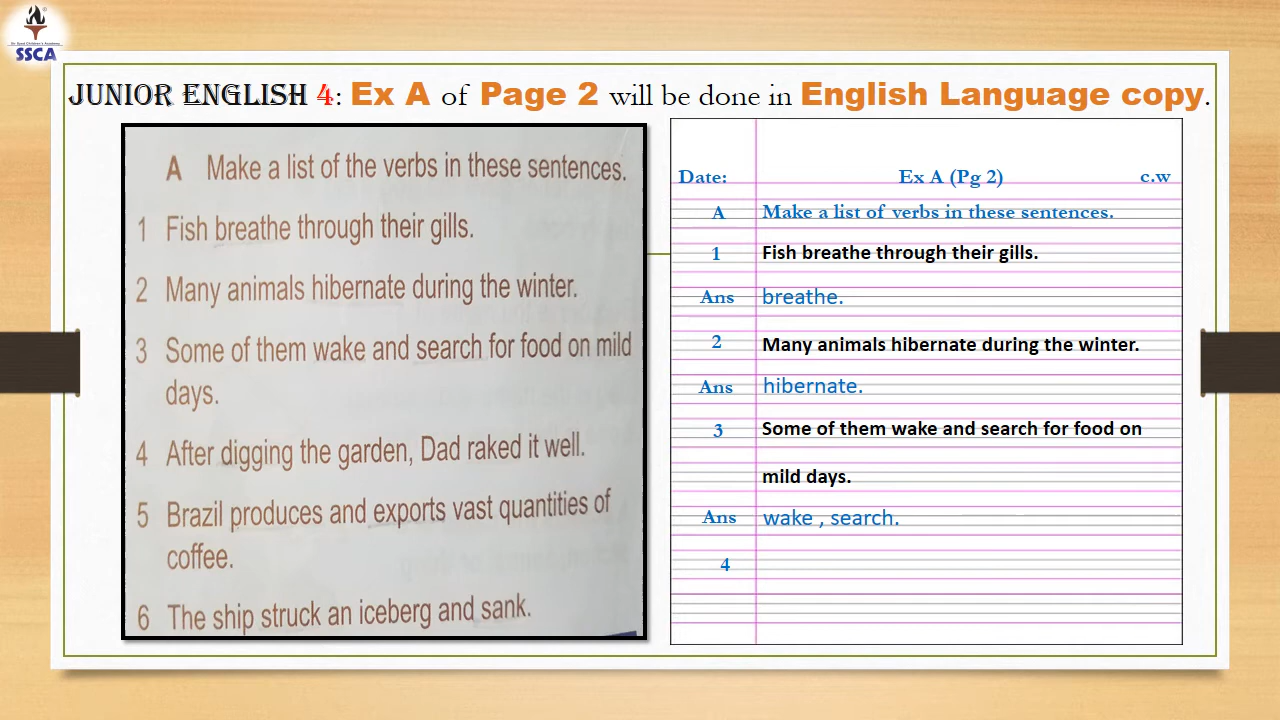 SSCA
JUNIOR ENGLISH 4: Ex A of Page 2 will be done in English Language copy.
A Make a list of the verbs in these sentences.
1 Fish breathe through their gills.
2 Many animals hibernate during the winter.
3 Some of them wake and search for food on mild
days.
4 After digging the garden, Dad raked it well.
5 Brazil produces and exports vast quantities of
coffee.
6 The ship struck an iceberg and sank.
Date: Ex A (Pg 2) c.w
A Make a list of verbs in these sentences.
1 Fish breathe through their gills.
Ans breathe.
2 Many animals hibernate during the winter.
Ans hibernate.
3 Some of them wake and search for food on
mild days.
Ans wake , search.
4